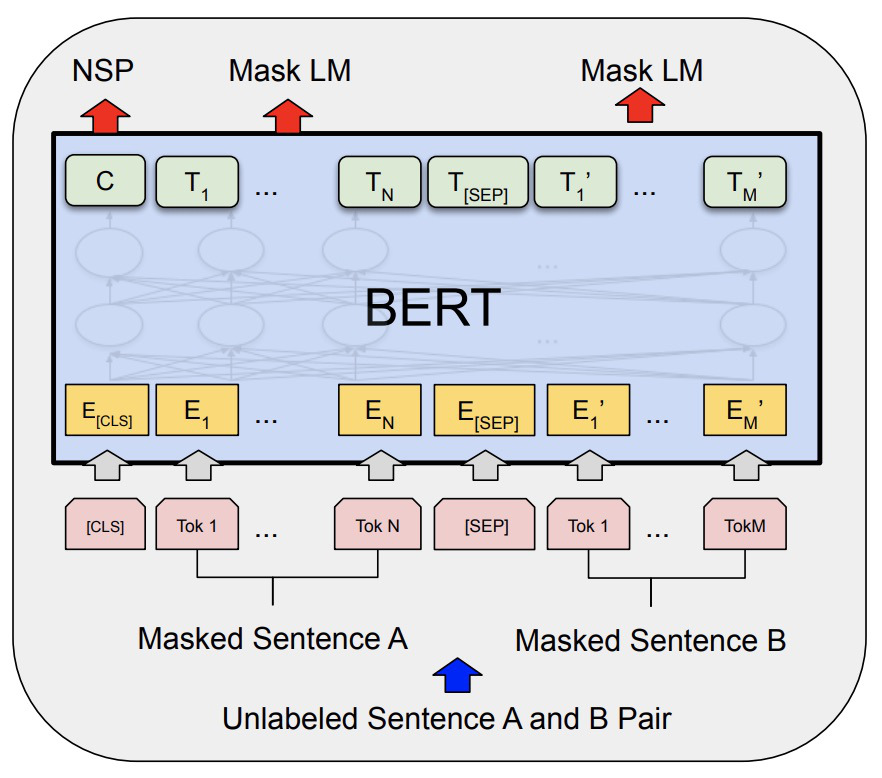 NSP Mask LM Mask LM
C T1 ... TN T[SEP] T1’ ... TM’
...
BERT
...
E[CLS] E1 ... EN E[SEP] E1’ ... EM’
[CLS] Tok 1 ... Tok N [SEP] Tok 1 ... TokM
Masked Sentence A Masked Sentence B
Unlabeled Sentence A and B Pair